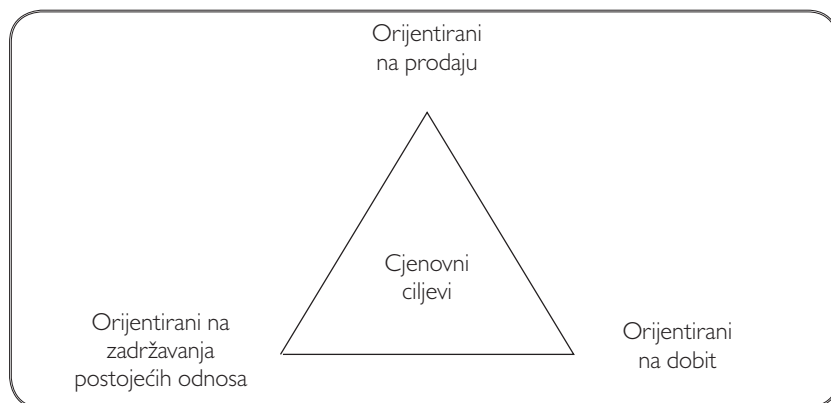 Orijentirani
na prodaju
Cjenovni
ciljevi
Orijentirani na
zadržavanja
postojećih odnosa
Orijentirani
na dobit